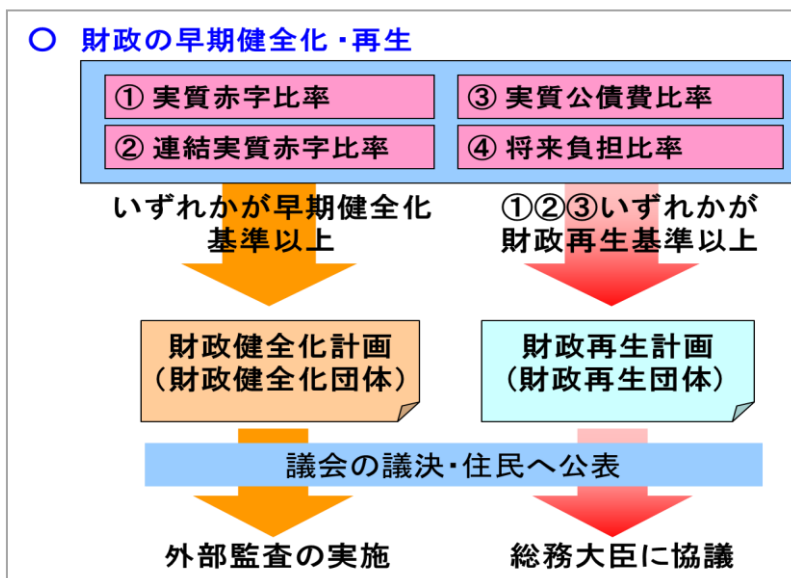 〇 財政の早期健全化・再生
① 実質赤字比率
③ 実質公債費比率
② 連結実質赤字比率
④ 将来負担比率
いずれかが早期健全化
基準以上
①②③いずれかが
財政再生基準以上
財政健全化計画
(財政健全化団体)
財政再生計画
(財政再生団体)
議会の議決・住民へ公表
外部監査の実施
総務大臣に協議